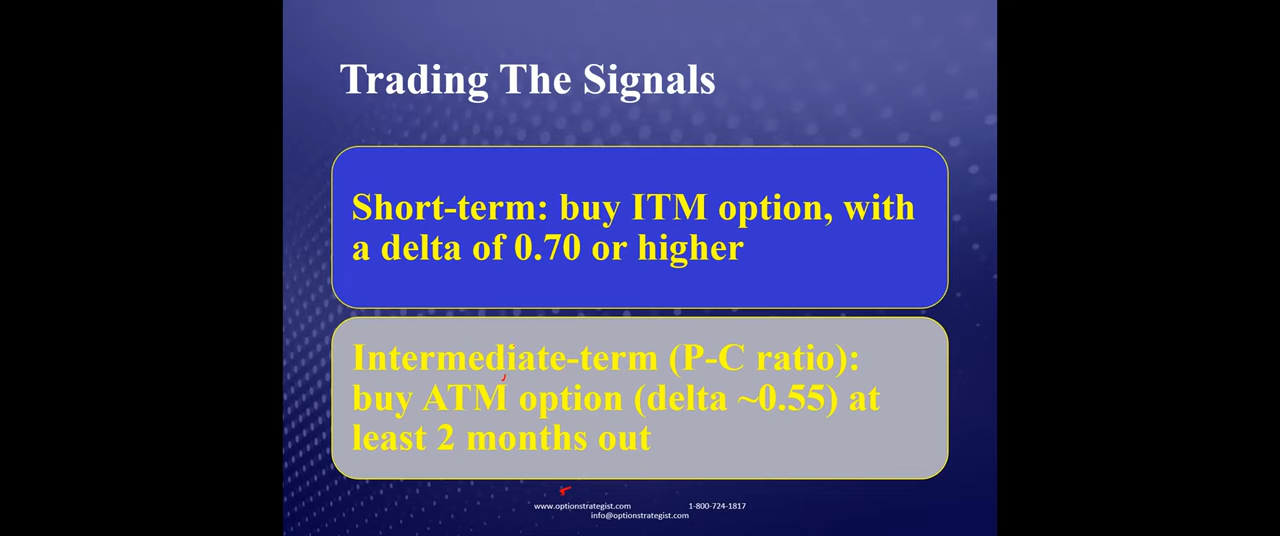 Trading The Signals
Short-term: buy ITM option, with
a delta of 0.70 or higher
Intermediate-term (P-C ratio):
buy ATM option (delta ~0.55) at
least 2 months out
www.optionstrategist.com 1-800-724-1817
info@optionstrategist.com